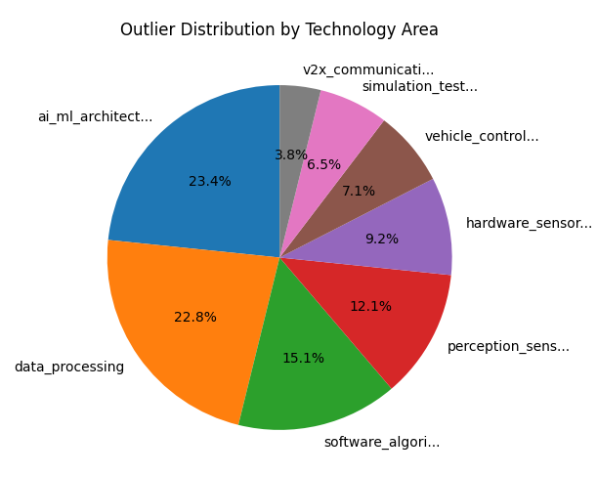 Outlier Distribution by Technology Area
v2x_communicati...
simulation_test...
ai_ml_architect...
vehicle_control...
3.8%
6.5%
23.4%
7.1%
hardware_sensor...
9.2%
12.1%
22.8%
perception_sens...
15.1%
data_processing
software_algori...